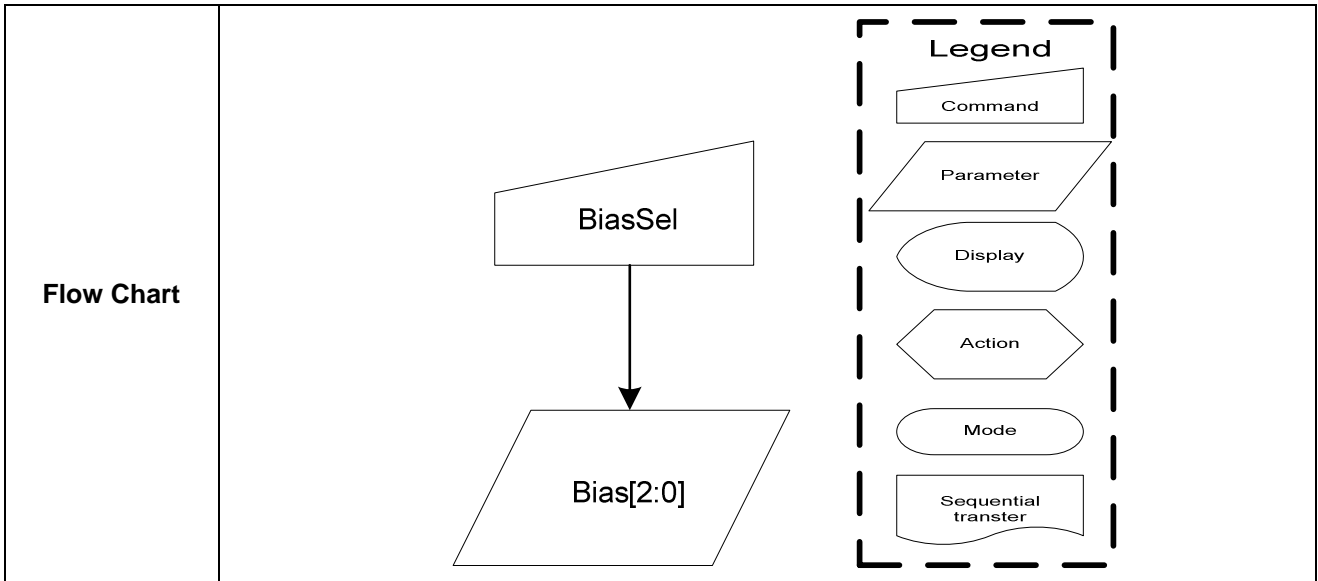 Flow Chart
BiasSel
Bias[2:0]
Legend
Command
Parameter
Display
Action
Mode
Sequential
transter